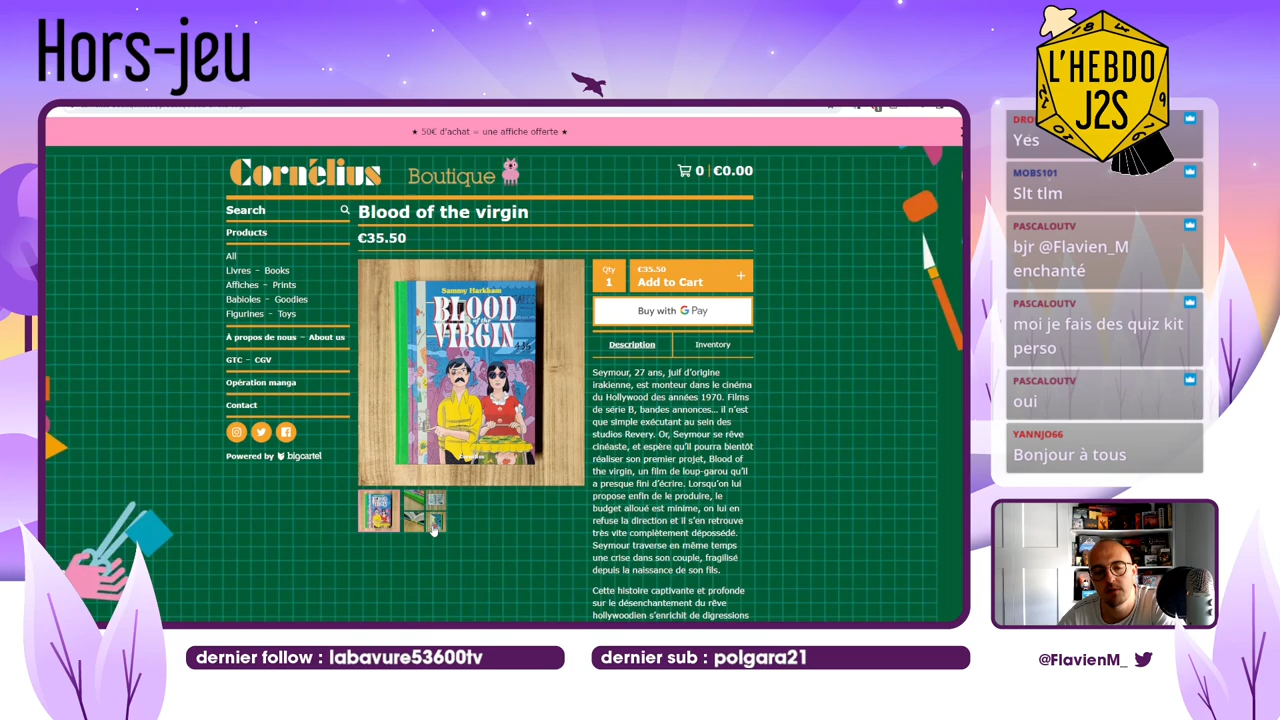 Hors-jeu
L'HEBDO
J2S
★ 50€ d'achat = une affiche offerte ★
Cornélius
Boutique
0 | €0.00
Search
Products
All
Livres - Books
Affiches - Prints
Babioles - Goodies
Figurines - Toys
À propos de nous - About us
GTC - CGV
Opération manga
Contact
Powered by bigcartel
Blood of the virgin
€35.50
Sammy Harkham
BLOOD
of the
VIRGIN
Cornélius
Qty
1
€35.50
Add to Cart
+
Buy with G Pay
Description
Inventory
Seymour, 27 ans, juif d'origine
irakienne, est monteur dans le cinéma
du Hollywood des années 1970. Films
de série B, bandes annonces... il n'est
que simple exécutant au sein des
studios Revery. Or, Seymour se rêve
cinéaste, et espère qu'il pourra bientôt
réaliser son premier projet, Blood of
the virgin, un film de loup-garou qu'il
a presque fini d'écrire. Lorsqu'on lui
propose enfin de le produire, le
budget alloué est minime, on lui en
refuse la direction et il s'en retrouve
très vite complètement dépossédé.
Seymour traverse en même temps
une crise dans son couple, fragilisé
depuis la naissance de son fils.
Cette histoire captivante et profonde
sur le désenchantement du rêve
hollywoodien s'enrichit de digressions
Yes
MOBS101
Slt tlm
PASCALOUTV
bjr @Flavien_M
enchanté
PASCALOUTV
moi je fais des quiz kit
perso
PASCALOUTV
oui
YANNJO66
Bonjour à tous
dernier follow : labavure53600tv
dernier sub : polgara21
@FlavienM_